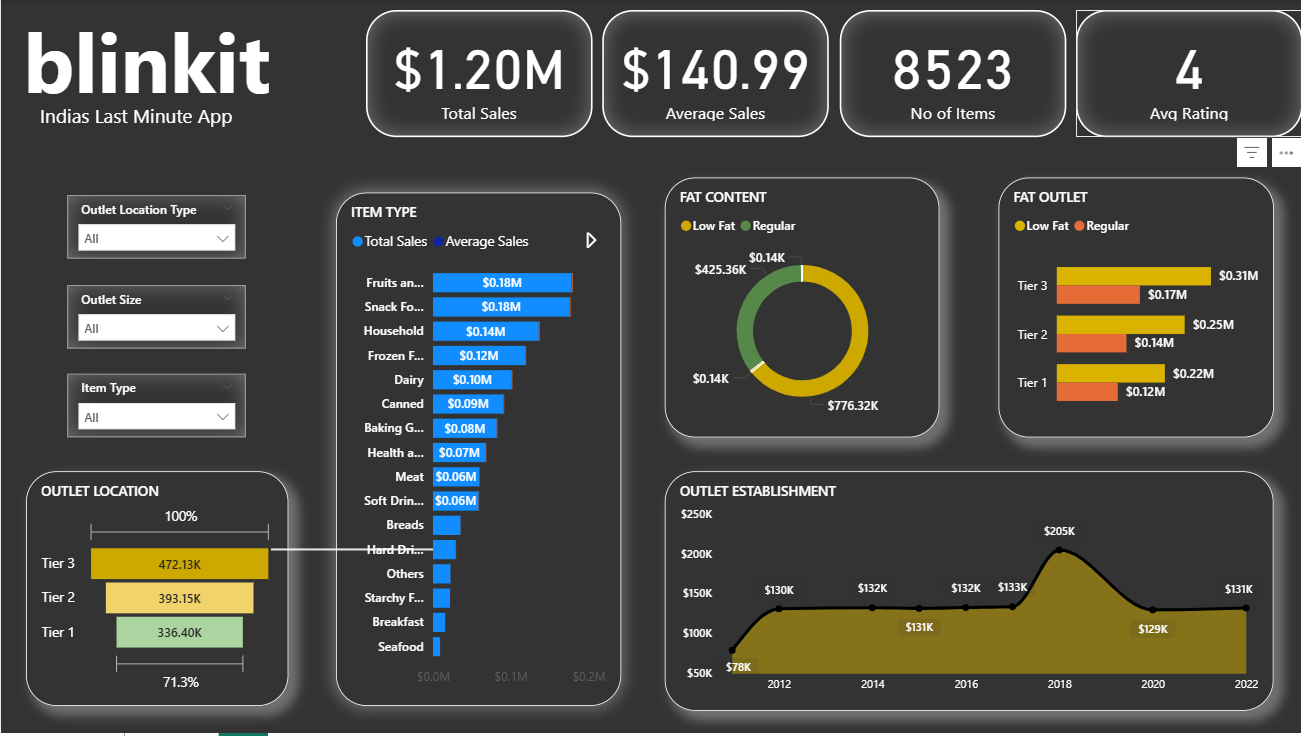 blinkit
Indias Last Minute App
$1.20M
Total Sales
$140.99
Average Sales
8523
No of Items
4
Avg Rating
Outlet Location Type
All
Outlet Size
All
Item Type
All
OUTLET LOCATION
100%
Tier 3 472.13K
Tier 2 393.15K
Tier 1 336.40K
71.3%
ITEM TYPE
Total Sales Average Sales
Fruits an... $0.18M
Snack Fo... $0.18M
Household $0.14M
Frozen F... $0.12M
Dairy $0.10M
Canned $0.09M
Baking G... $0.08M
Health a... $0.07M
Meat $0.06M
Soft Drin... $0.06M
Breads
Hard Dri...
Others
Starchy F...
Breakfast
Seafood
$0.0M $0.1M $0.2M
FAT CONTENT
Low Fat Regular
$0.14K
$425.36K
$0.14K
$776.32K
FAT OUTLET
Low Fat Regular
Tier 3 $0.31M
$0.17M
Tier 2 $0.25M
$0.14M
Tier 1 $0.22M
$0.12M
OUTLET ESTABLISHMENT
$250K
$200K
$150K
$100K
$50K
$78K
$130K
$132K
$131K
$132K
$133K
$205K
$129K
$131K
2012 2014 2016 2018 2020 2022